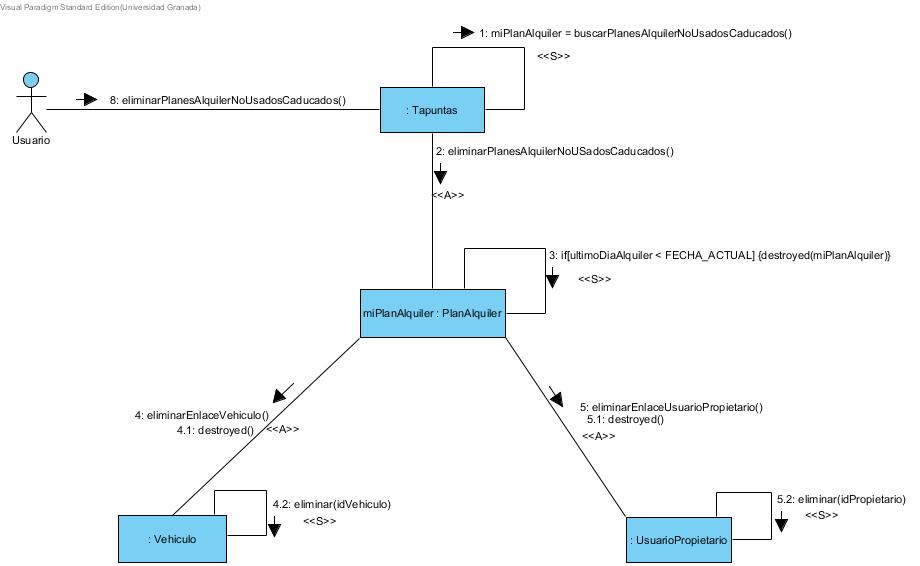 Visual Paradigm Standard Edition(Universidad Granada)
1: miPlanAlquiler = buscarPlanesAlquilerNoUsadosCaducados()
<<S>>
8: eliminarPlanesAlquilerNoUsadosCaducados()
: Tapuntas
Usuario
2: eliminarPlanesAlquilerNoUSadosCaducados()
<<A>>
3: if[ultimoDiaAlquiler < FECHA_ACTUAL] {destroyed(miPlanAlquiler)}
<<S>>
miPlanAlquiler : PlanAlquiler
4: eliminarEnlaceVehiculo()
4.1: destroyed()
<<A>>
5: eliminarEnlaceUsuarioPropietario()
5.1: destroyed()
<<A>>
4.2: eliminar(idVehiculo)
<<S>>
5.2: eliminar(idPropietario)
<<S>>
: Vehiculo
: UsuarioPropietario